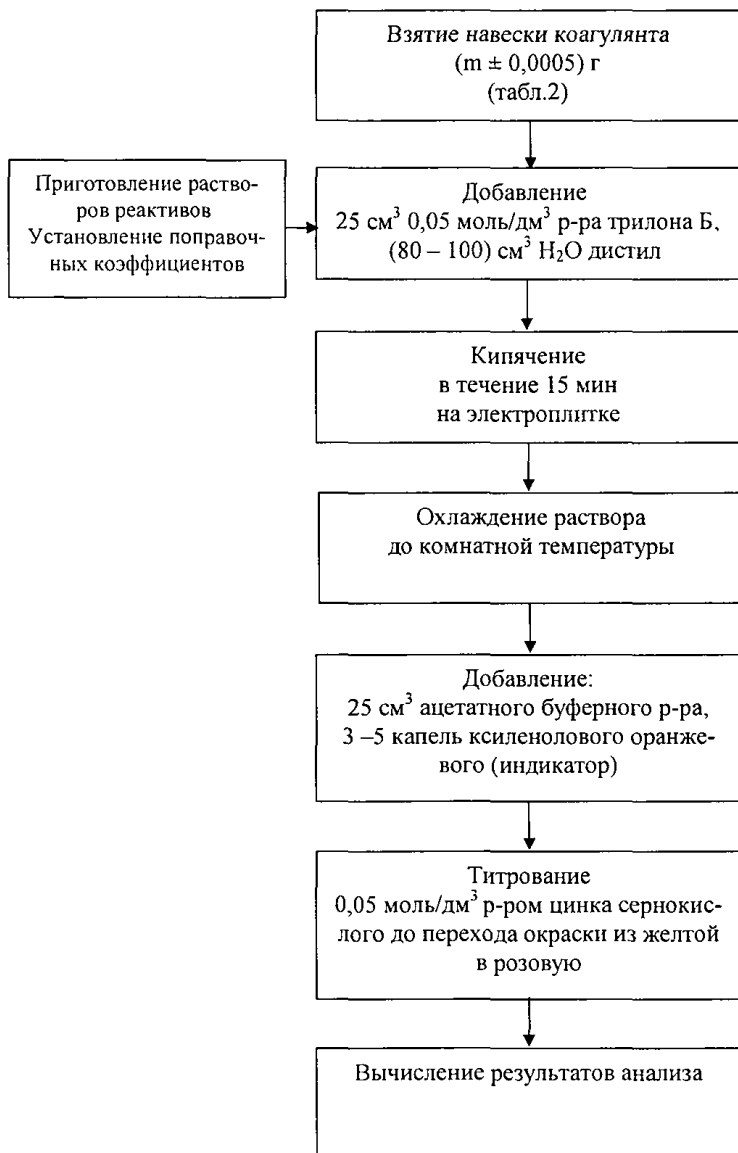 Взятие навески коагулянта
(m ± 0,0005) г
(табл.2)
Приготовление раство-
ров реактивов
Установление поправоч-
ных коэффициентов
Добавление
25 см³ 0,05 моль/дм³ р-ра трилона Б,
(80 – 100) см³ H₂O дистил
Кипячение
в течение 15 мин
на электроплитке
Охлаждение раствора
до комнатной температуры
Добавление:
25 см³ ацетатного буферного р-ра,
3 –5 капель ксиленолового оранже-
вого (индикатор)
Титрование
0,05 моль/дм³ р-ром цинка сернокис-
лого до перехода окраски из желтой
в розовую
Вычисление результатов анализа